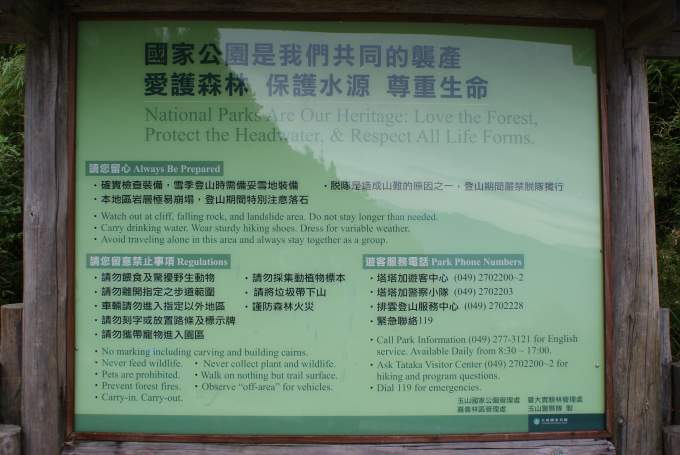 國家公園是我們共同的襲產
愛護森林 保護水源 尊重生命
National Parks Are Our Heritage: Love the Forest,
Protect the Headwater, & Respect All Life Forms.
請您留心 Always Be Prepared
・確實檢查裝備，雪季登山時需備妥雪地裝備 ・脫隊是造成山難的原因之一，登山期間嚴禁脫隊獨行
・本地區岩層極易崩塌，登山期間特別注意落石
・Watch out at cliff, falling rock, and landslide area. Do not stay longer than needed.
・Carry drinking water. Wear sturdy hiking shoes. Dress for variable weather.
・Avoid traveling alone in this area and always stay together as a group.
請您留意禁止事項 Regulations
・請勿餵食及驚擾野生動物 ・請勿採集動植物標本
・請勿離開指定之步道範圍 ・請將垃圾帶下山
・車輛請勿進入指定以外地區 ・謹防森林火災
・請勿刻字或放置路條及標示牌
・請勿攜帶寵物進入園區
・No marking including carving and building cairns.
・Never feed wildlife. ・Never collect plant and wildlife.
・Pets are prohibited. ・Walk on nothing but trail surface.
・Prevent forest fires. ・Observe “off-area” for vehicles.
・Carry-in, Carry-out.
遊客服務電話 Park Phone Numbers
・塔塔加遊客中心 (049) 2702200~2
・塔塔加警察小隊 (049) 2702203
・排雲登山服務中心 (049) 2702228
・緊急聯絡119
・Call Park Information (049) 277-3121 for English
service. Available Daily from 8:30 – 17:00.
・Ask Tataka Visitor Center (049) 2702200~2 for
hiking and program questions.
・Dial 119 for emergencies.
玉山國家公園管理處 臺大實驗林管理處
嘉義林區管理處 玉山警察隊 製